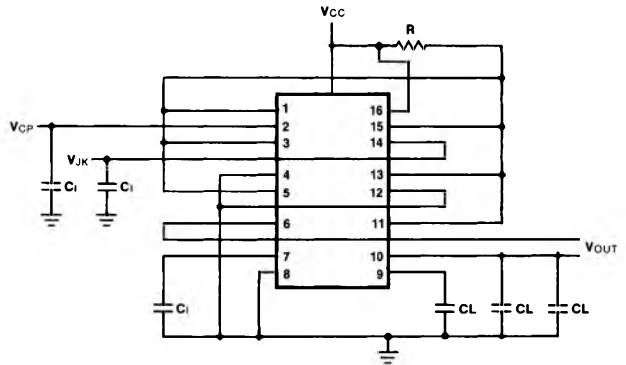 VCC
R
1 16
VCP 2 15
3 14
VJK
4 13
CI CI 5 12
6 11
VOUT
7 10
8 9
CI CL CL CL